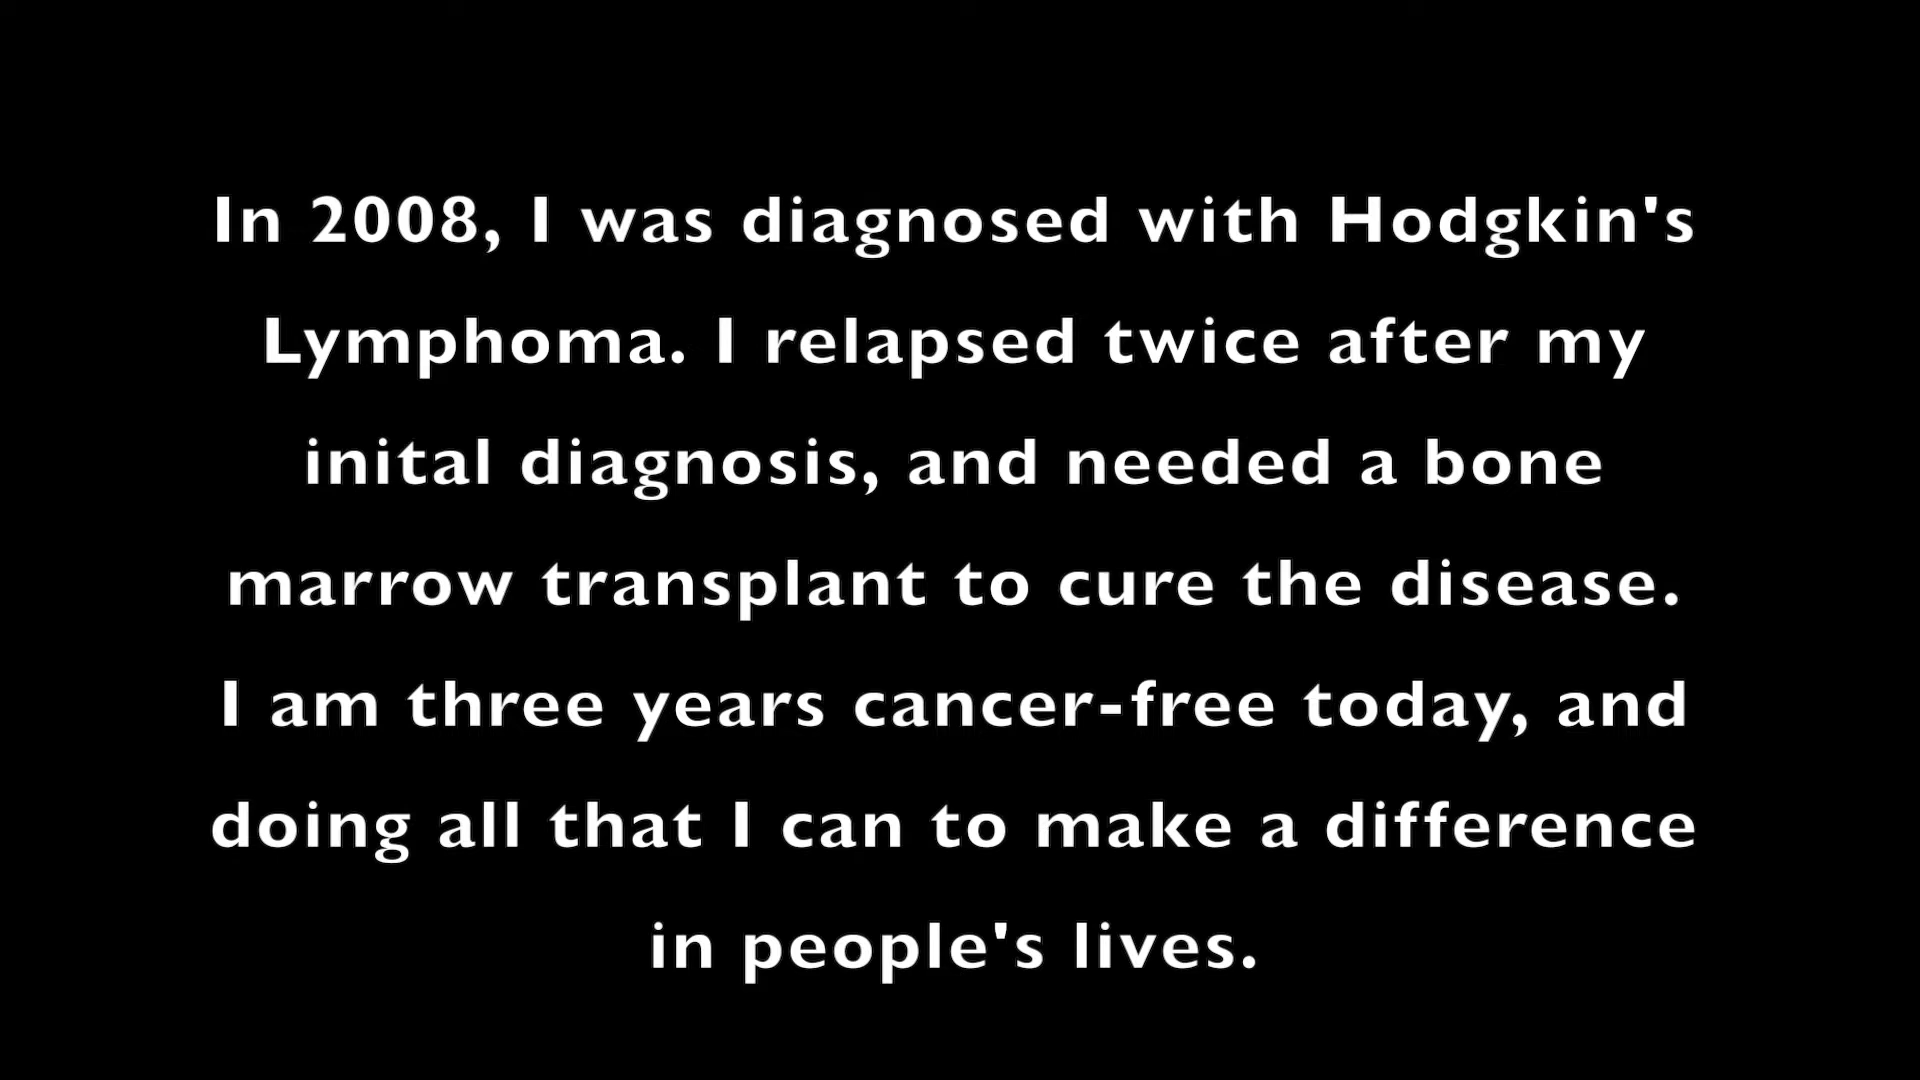 In 2008, I was diagnosed with Hodgkin's
Lymphoma. I relapsed twice after my
inital diagnosis, and needed a bone
marrow transplant to cure the disease.
I am three years cancer-free today, and
doing all that I can to make a difference
in people's lives.